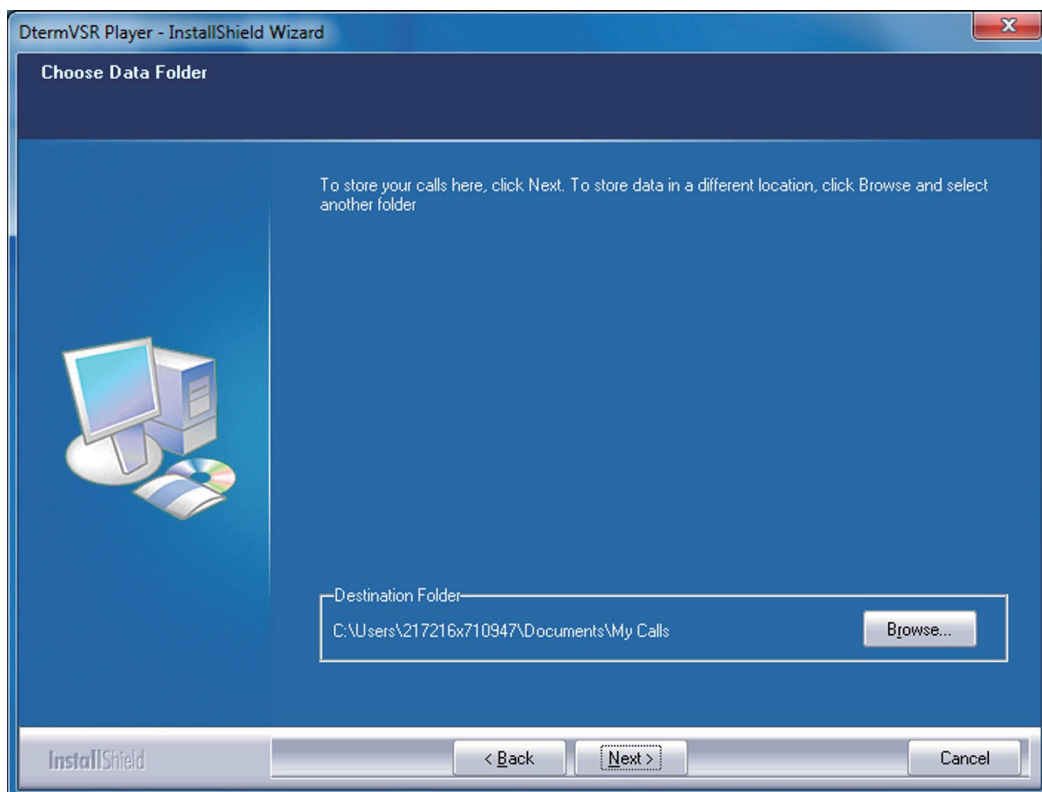 DtermVSR Player - InstallShield Wizard
Choose Data Folder
To store your calls here, click Next. To store data in a different location, click Browse and select
another folder
Destination Folder
C:\Users\217216x710947\Documents\My Calls
Browse...
InstallShield
< Back
Next >
Cancel